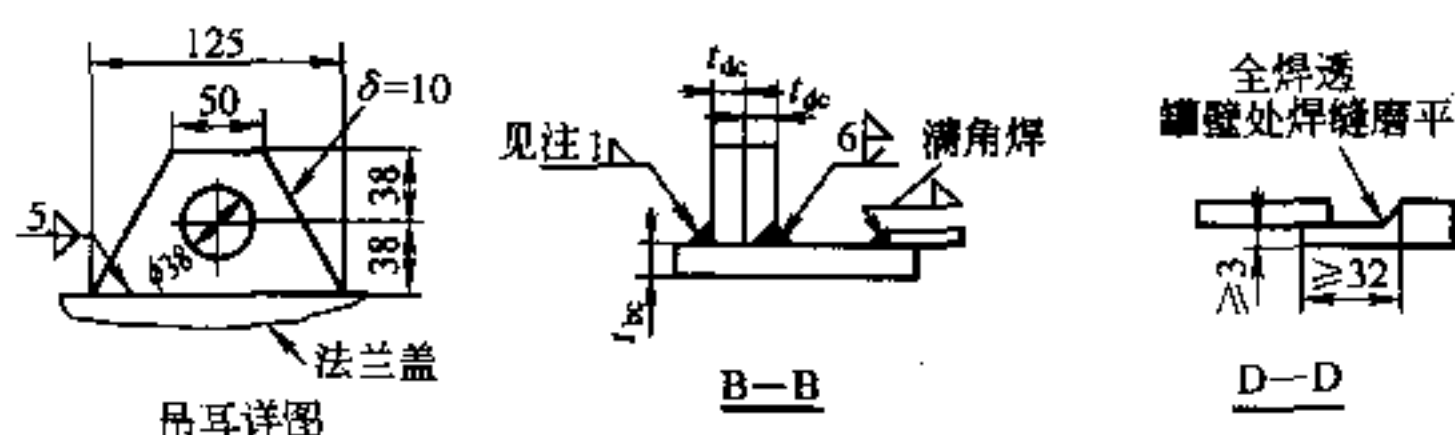 125
50
δ=10
38
38
5
φ38
法兰盖
吊耳详图
t_dc
t_dc
见注1
6
满角焊
t_bc
B—B
全焊透
罐壁处焊缝磨平
≥3
≥32
D—D